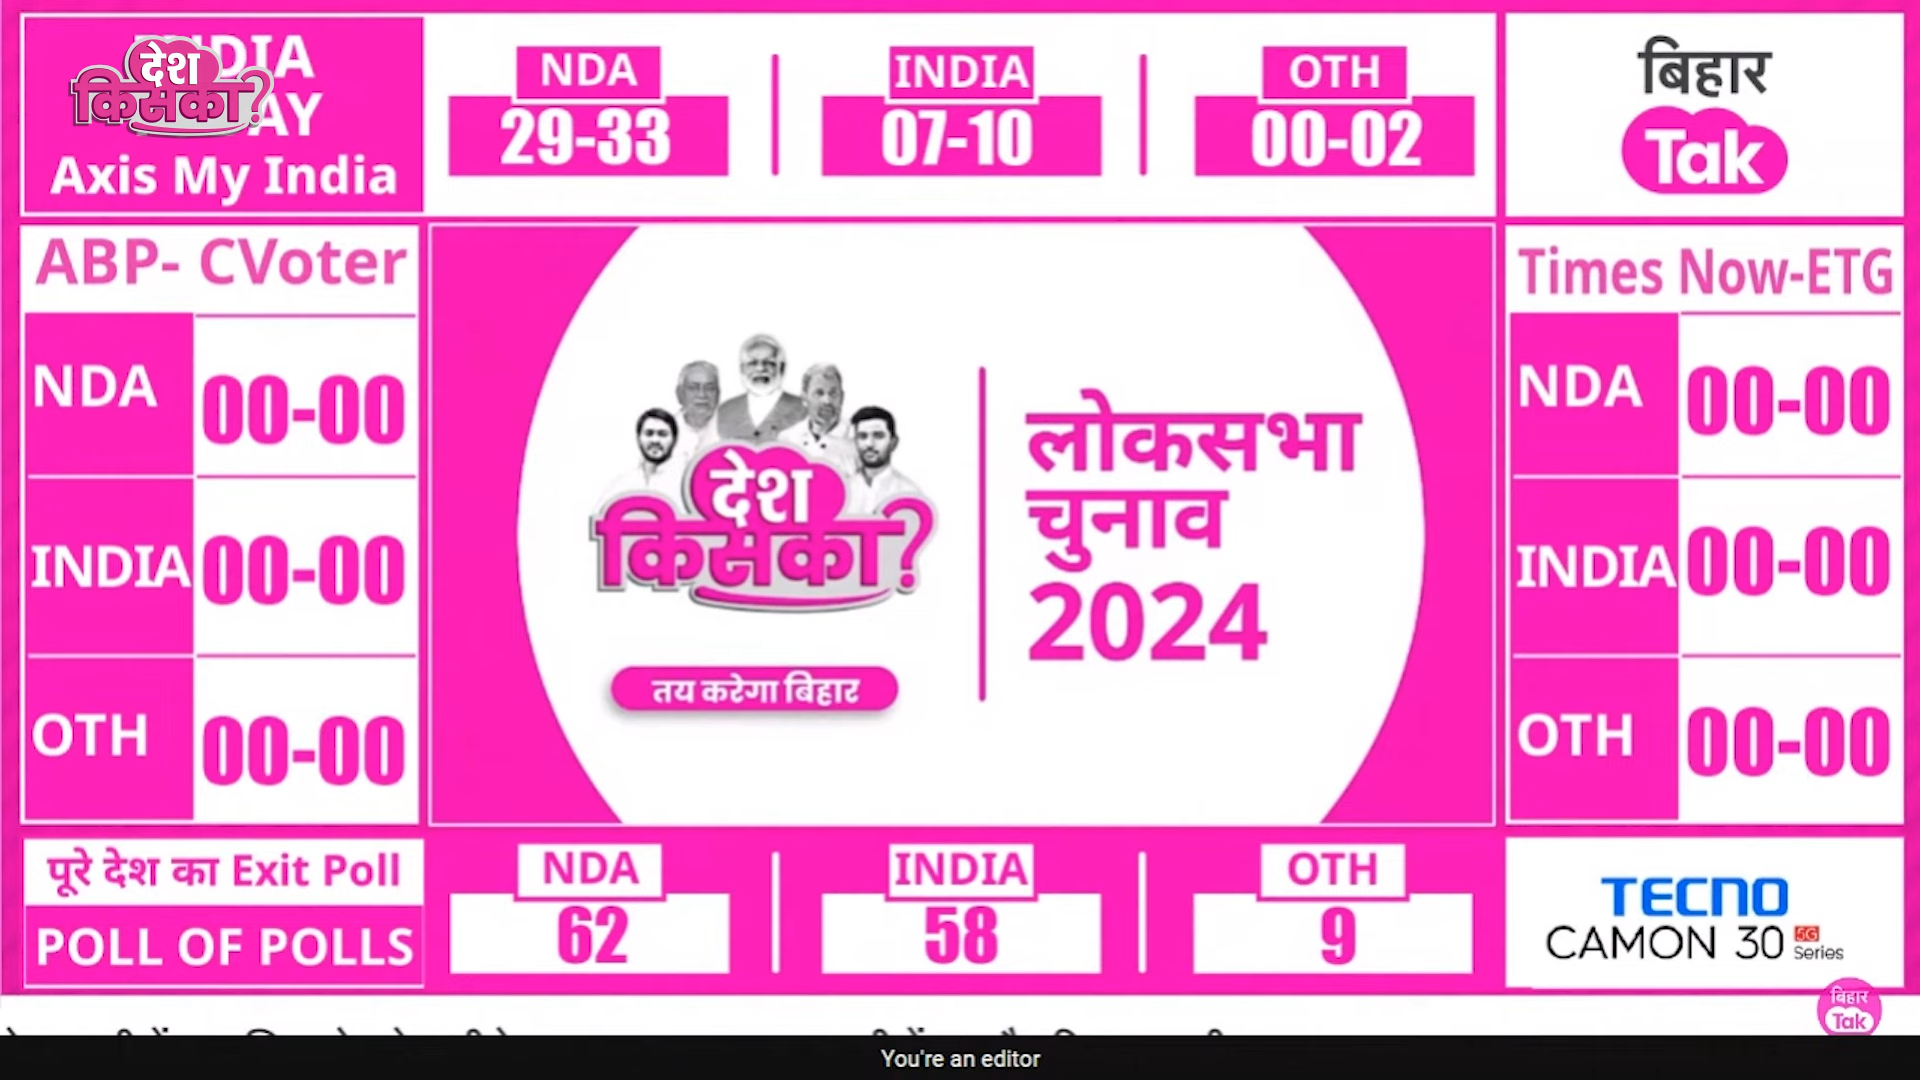 INDIA
TODAY
Axis My India
देश
किसका?
NDA
29-33
INDIA
07-10
OTH
00-02
बिहार
Tak
ABP- CVoter
NDA
00-00
INDIA
00-00
OTH
00-00
देश
किसका?
तय करेगा बिहार
लोकसभा
चुनाव
2024
Times Now-ETG
NDA
00-00
INDIA
00-00
OTH
00-00
पूरे देश का Exit Poll
POLL OF POLLS
NDA
62
INDIA
58
OTH
9
TECNO
CAMON 30 5G Series
बिहार
Tak
You're an editor